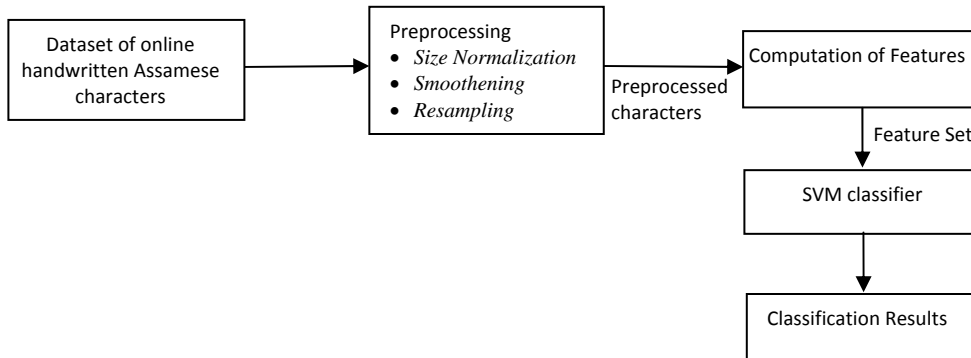 Dataset of online
handwritten Assamese
characters
Preprocessing
• Size Normalization
• Smoothening
• Resampling
Preprocessed
characters
Computation of Features
Feature Set
SVM classifier
Classification Results